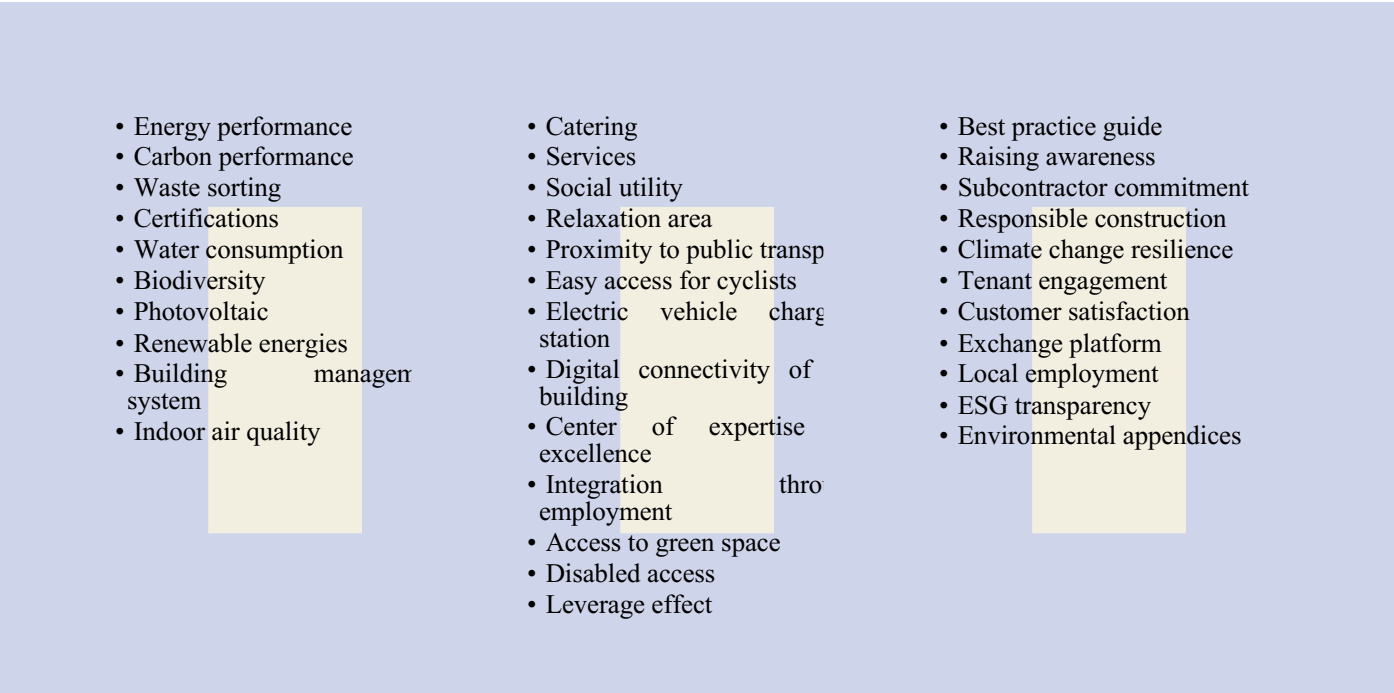 • Energy performance
• Carbon performance
• Waste sorting
• Certifications
• Water consumption
• Biodiversity
• Photovoltaic
• Renewable energies
• Building managem
system
• Indoor air quality
• Catering
• Services
• Social utility
• Relaxation area
• Proximity to public transp
• Easy access for cyclists
• Electric vehicle charg
station
• Digital connectivity of
building
• Center of expertise
excellence
• Integration thro
employment
• Access to green space
• Disabled access
• Leverage effect
• Best practice guide
• Raising awareness
• Subcontractor commitment
• Responsible construction
• Climate change resilience
• Tenant engagement
• Customer satisfaction
• Exchange platform
• Local employment
• ESG transparency
• Environmental appendices